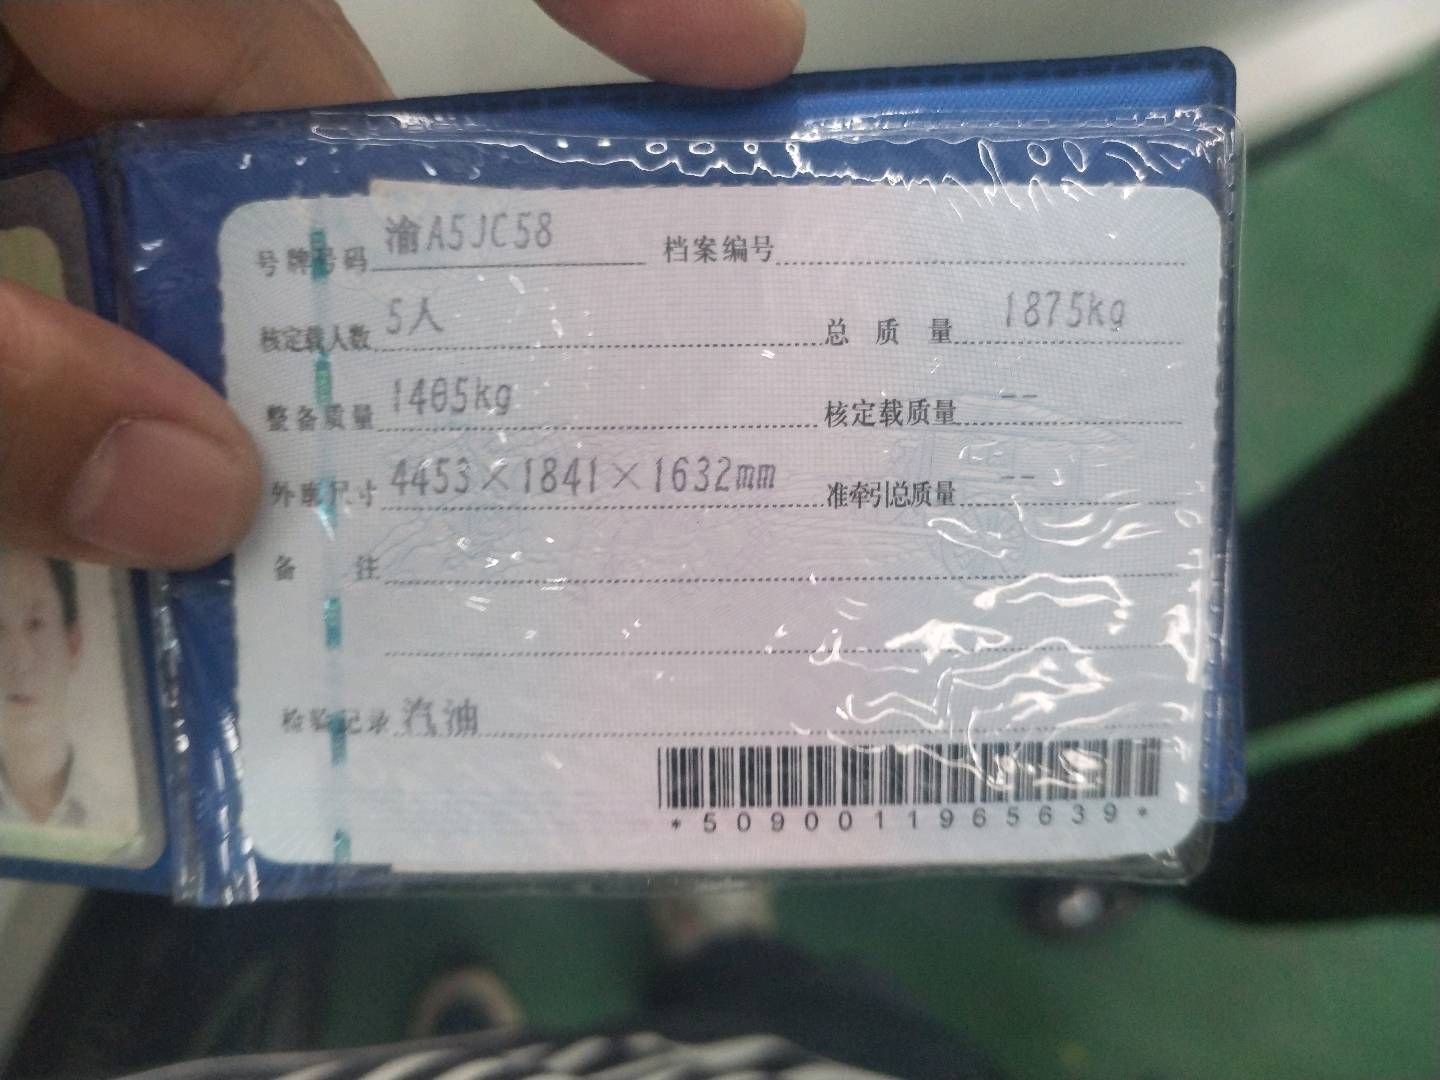 号牌号码 渝A5JC58 档案编号
核定载人数 5人 总质量 1875kg
整备质量 1405kg 核定载质量 --
外廓尺寸 4453×1841×1632mm 准牵引总质量 --
备注
检验记录 汽油
*5090011965639*